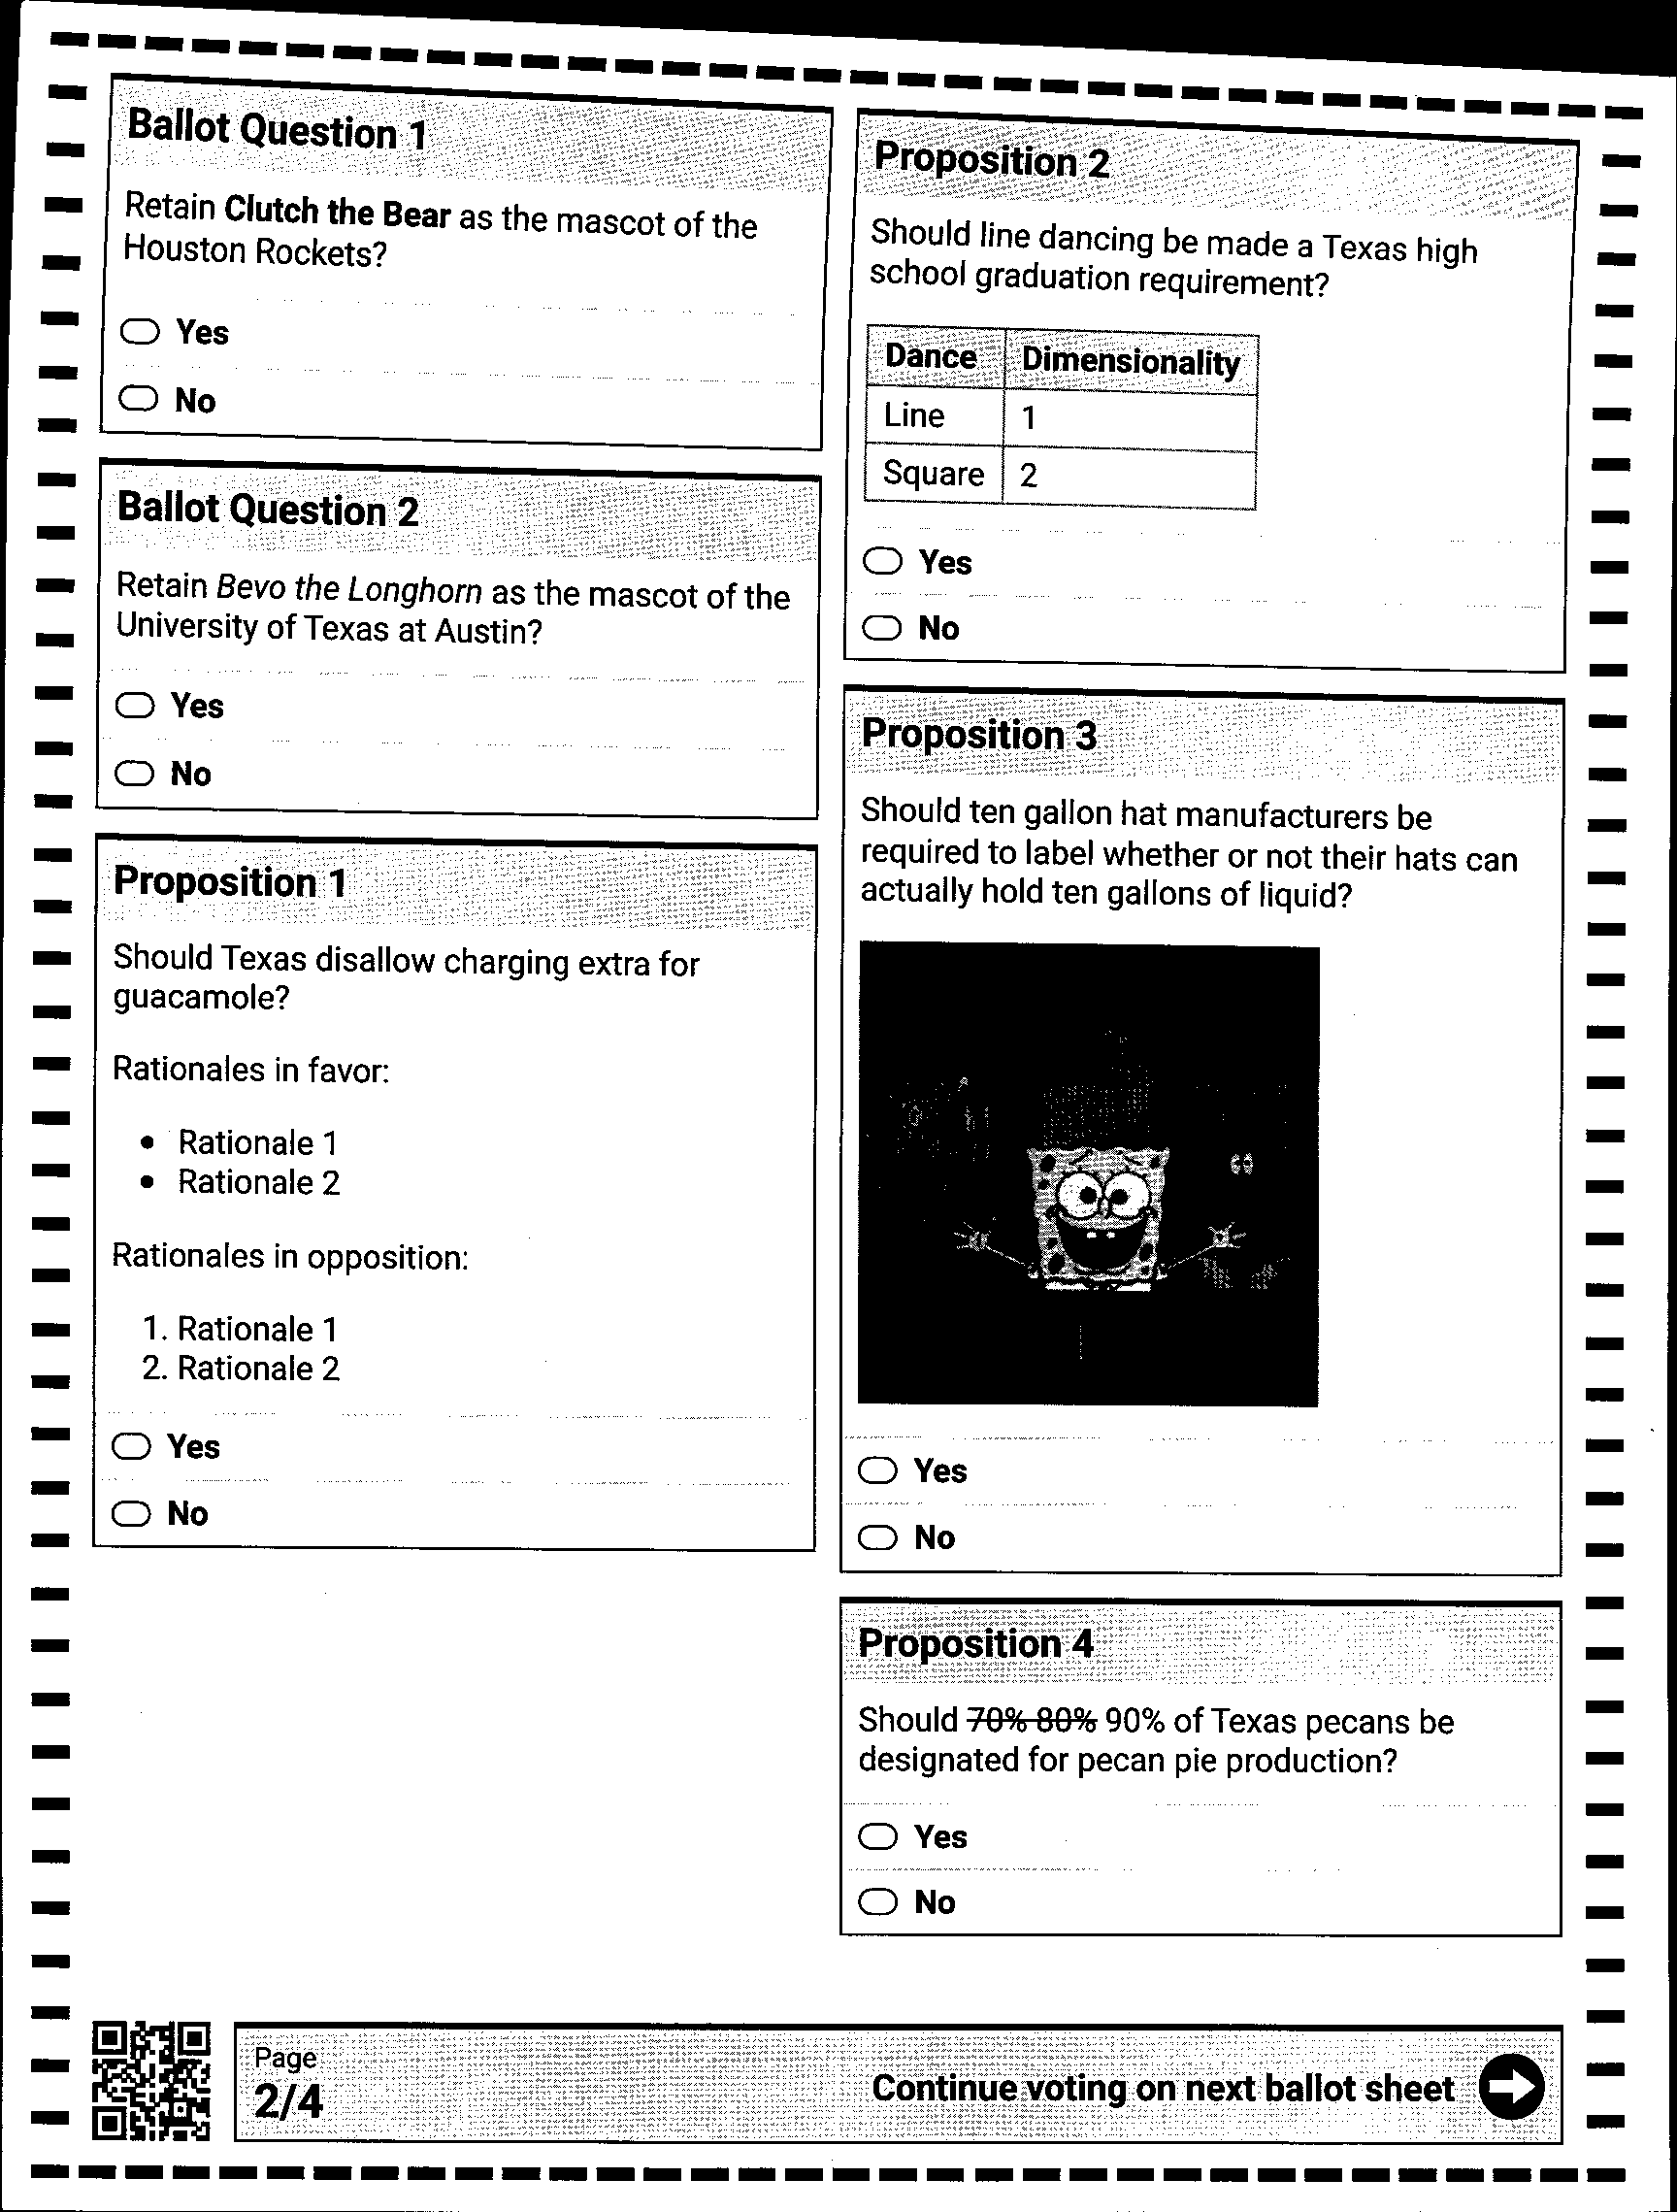 Ballot Question 1
Retain Clutch the Bear as the mascot of the
Houston Rockets?
Yes
No
Ballot Question 2
Retain Bevo the Longhorn as the mascot of the
University of Texas at Austin?
Yes
No
Proposition 1
Should Texas disallow charging extra for
guacamole?
Rationales in favor:
• Rationale 1
• Rationale 2
Rationales in opposition:
1. Rationale 1
2. Rationale 2
Yes
No
Proposition 2
Should line dancing be made a Texas high
school graduation requirement?
Dance Dimensionality
Line 1
Square 2
Yes
No
Proposition 3
Should ten gallon hat manufacturers be
required to label whether or not their hats can
actually hold ten gallons of liquid?
Yes
No
Proposition 4
Should 70% 80% 90% of Texas pecans be
designated for pecan pie production?
Yes
No
Page
2/4
Continue voting on next ballot sheet